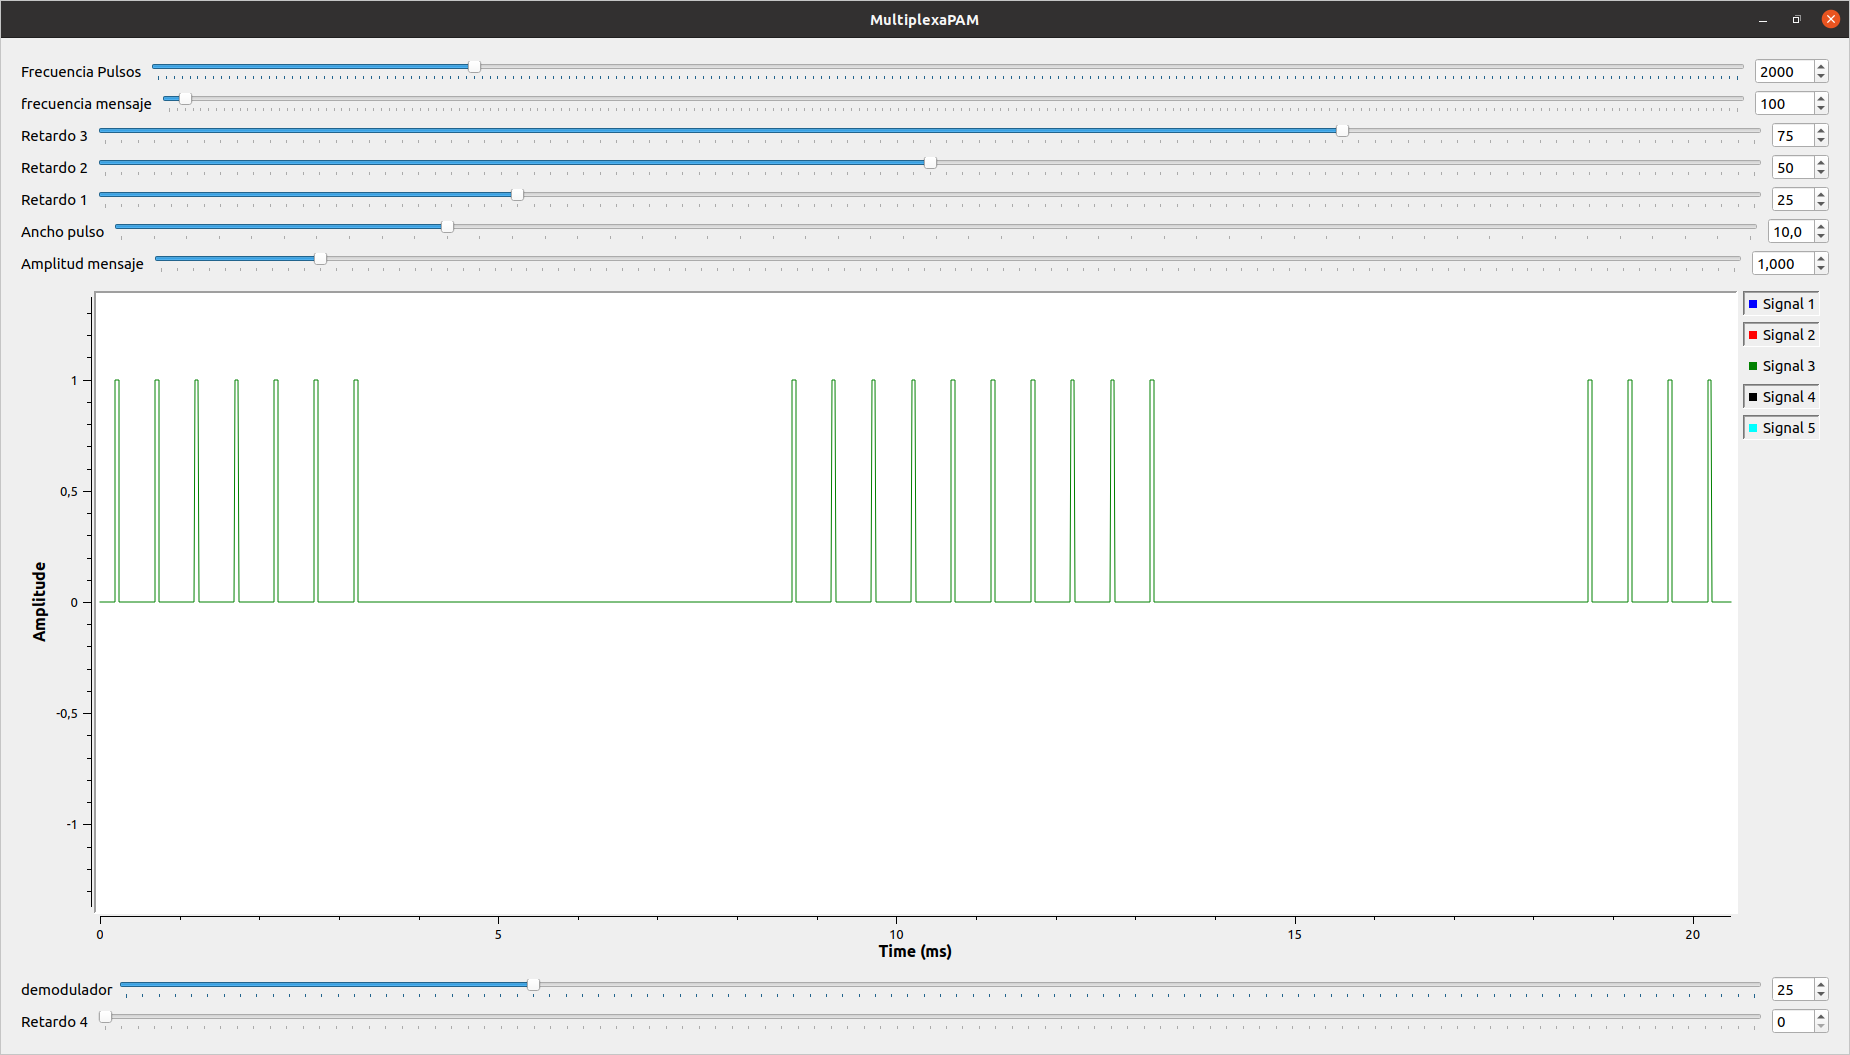 MultiplexaPAM
Frecuencia Pulsos 2000
frecuencia mensaje 100
Retardo 3 75
Retardo 2 50
Retardo 1 25
Ancho pulso 10,0
Amplitud mensaje 1,000
Signal 1
Signal 2
Signal 3
Signal 4
Signal 5
1
0,5
0
-0,5
-1
Amplitude
0 5 10 15 20
Time (ms)
demodulador 25
Retardo 4 0